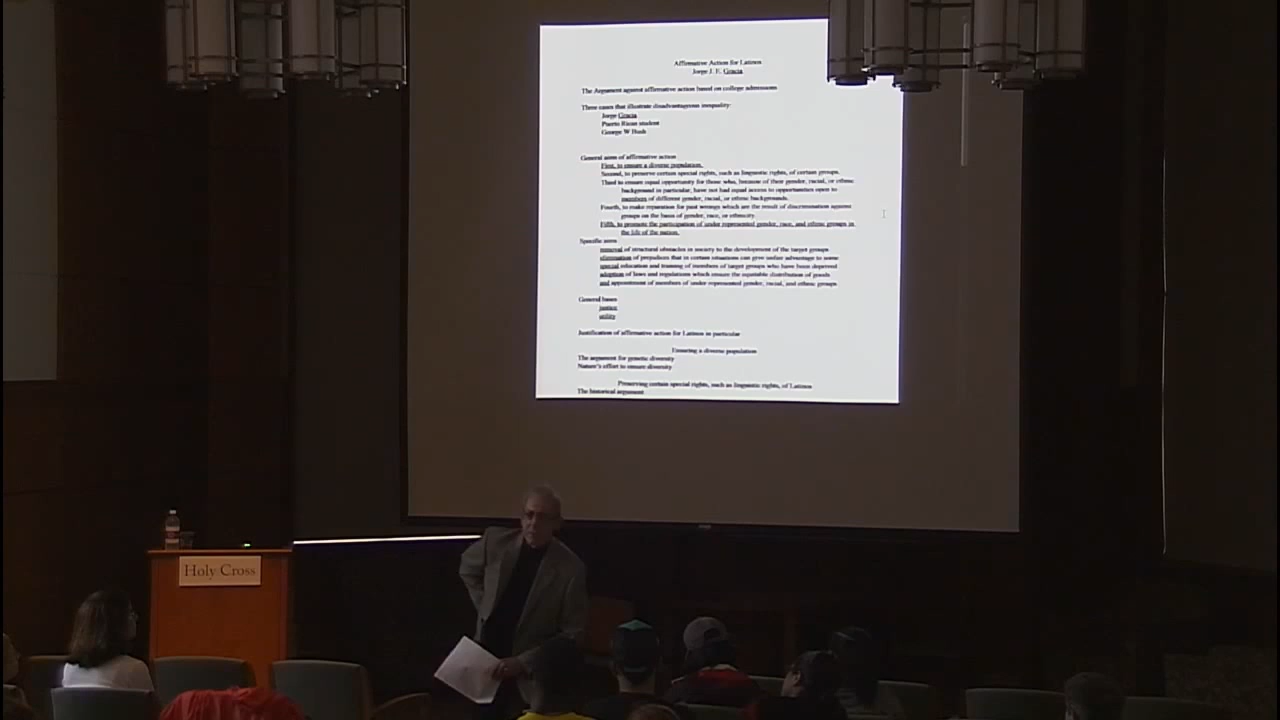 Affirmative Action for Latinos
Jorge J. E. Gracia
The Argument against affirmative action based on college admissions
Three cases that illustrate disadvantageous inequality:
Jorge Gracia
Puerto Rican student
George W Bush
General aims of affirmative action
First, to ensure a diverse population.
Second, to preserve certain special rights, such as linguistic rights, of certain groups.
Third to ensure equal opportunity for those who, because of their gender, racial, or ethnic
background in particular, have not had equal access to opportunities open to
members of different gender, racial, or ethnic backgrounds.
Fourth, to make reparation for past wrongs which are the result of discrimination against
groups on the basis of gender, race, or ethnicity.
Fifth, to promote the participation of under represented gender, race, and ethnic groups in
the life of the nation.
Specific aims
removal of structural obstacles in society to the development of the target groups
elimination of prejudices that in certain situations can give unfair advantage to some
special education and training of members of target groups who have been deprived
adoption of laws and regulations which ensure the equitable distribution of goods
and appointment of members of under represented gender, racial, and ethnic groups
General bases
justice
utility
Justification of affirmative action for Latinos in particular
Ensuring a diverse population
The argument for genetic diversity
Nature's effort to ensure diversity
Preserving certain special rights, such as linguistic rights, of Latinos
The historical argument
Holy Cross